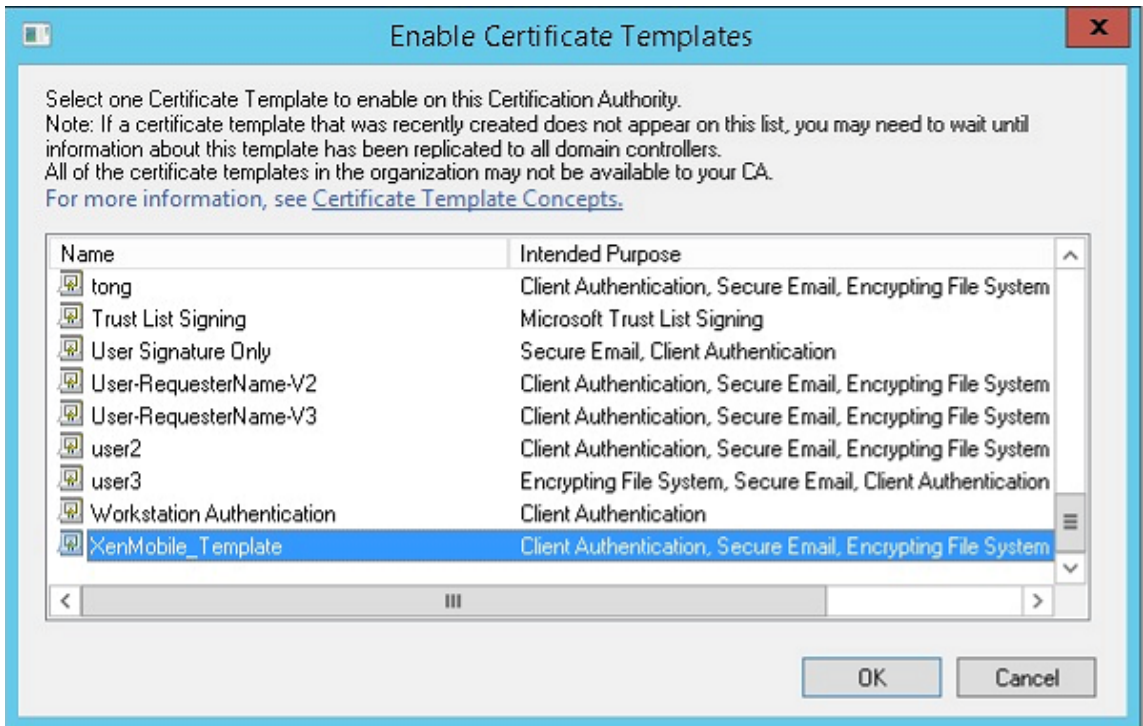 Enable Certificate Templates
x
Select one Certificate Template to enable on this Certification Authority.
Note: If a certificate template that was recently created does not appear on this list, you may need to wait until
information about this template has been replicated to all domain controllers.
All of the certificate templates in the organization may not be available to your CA.
For more information, see Certificate Template Concepts.
Name Intended Purpose
tong Client Authentication, Secure Email, Encrypting File System
Trust List Signing Microsoft Trust List Signing
User Signature Only Secure Email, Client Authentication
User-RequesterName-V2 Client Authentication, Secure Email, Encrypting File System
User-RequesterName-V3 Client Authentication, Secure Email, Encrypting File System
user2 Client Authentication, Secure Email, Encrypting File System
user3 Encrypting File System, Secure Email, Client Authentication
Workstation Authentication Client Authentication
XenMobile_Template Client Authentication, Secure Email, Encrypting File System
OK Cancel